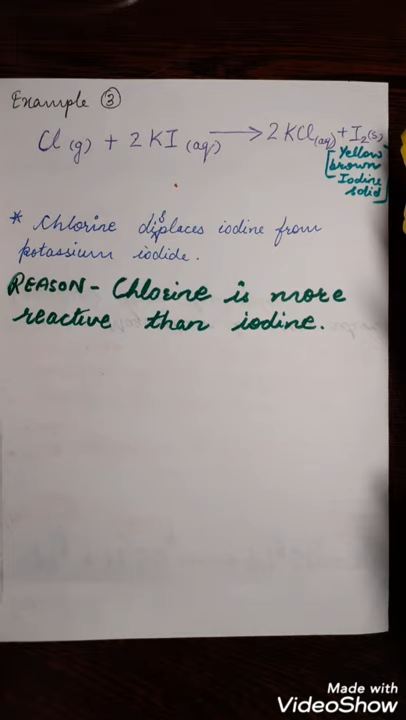 Example ③
Cl (g) + 2 KI (aq) → 2 KCl (aq) + I2 (s)
[Yellow
brown
Iodine
solid]
* Chlorine displaces iodine from
potassium iodide.
REASON - Chlorine is more
reactive than iodine.
Made with
VideoShow